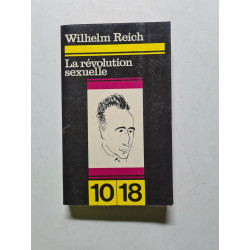 Wilhelm Reich
La révolution
sexuelle
10 18